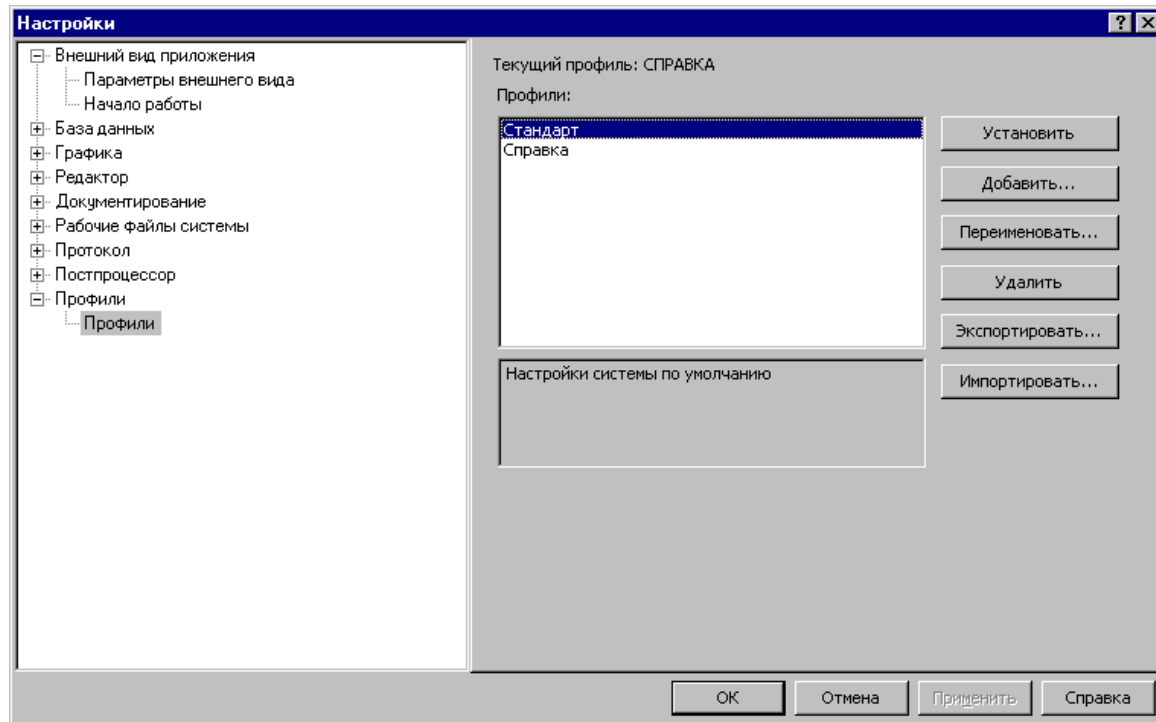 Настройки
Внешний вид приложения
Параметры внешнего вида
Начало работы
База данных
Графика
Редактор
Документирование
Рабочие файлы системы
Протокол
Постпроцессор
Профили
Профили
Текущий профиль: СПРАВКА
Профили:
Стандарт
Справка
Настройки системы по умолчанию
Установить
Добавить...
Переименовать...
Удалить
Экспортировать...
Импортировать...
ОК
Отмена
Применить
Справка